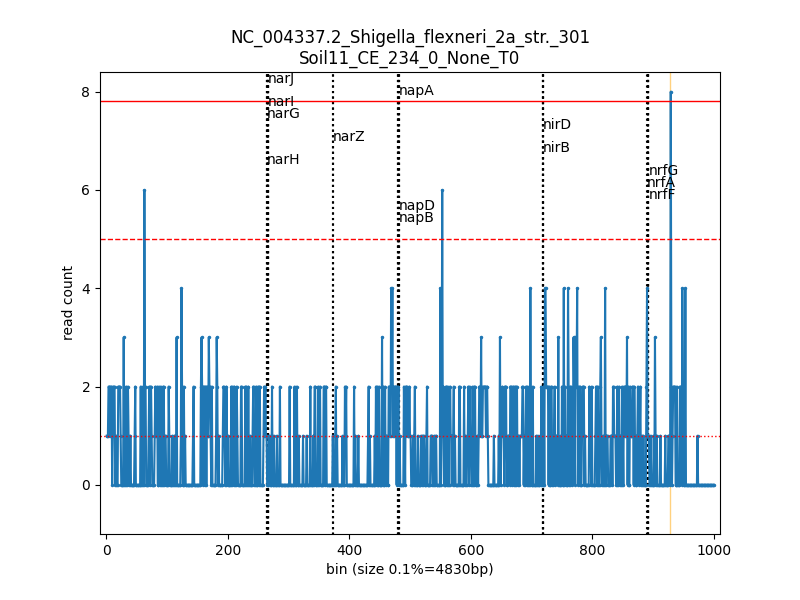 NC_004337.2_Shigella_flexneri_2a_str._301
Soil11_CE_234_0_None_T0
narJ
narI
narG
narH
narZ
napA
napD
napB
nirD
nirB
nrfG
nrfA
nrfF
read count
8
6
4
2
0
0 200 400 600 800 1000
bin (size 0.1%=4830bp)